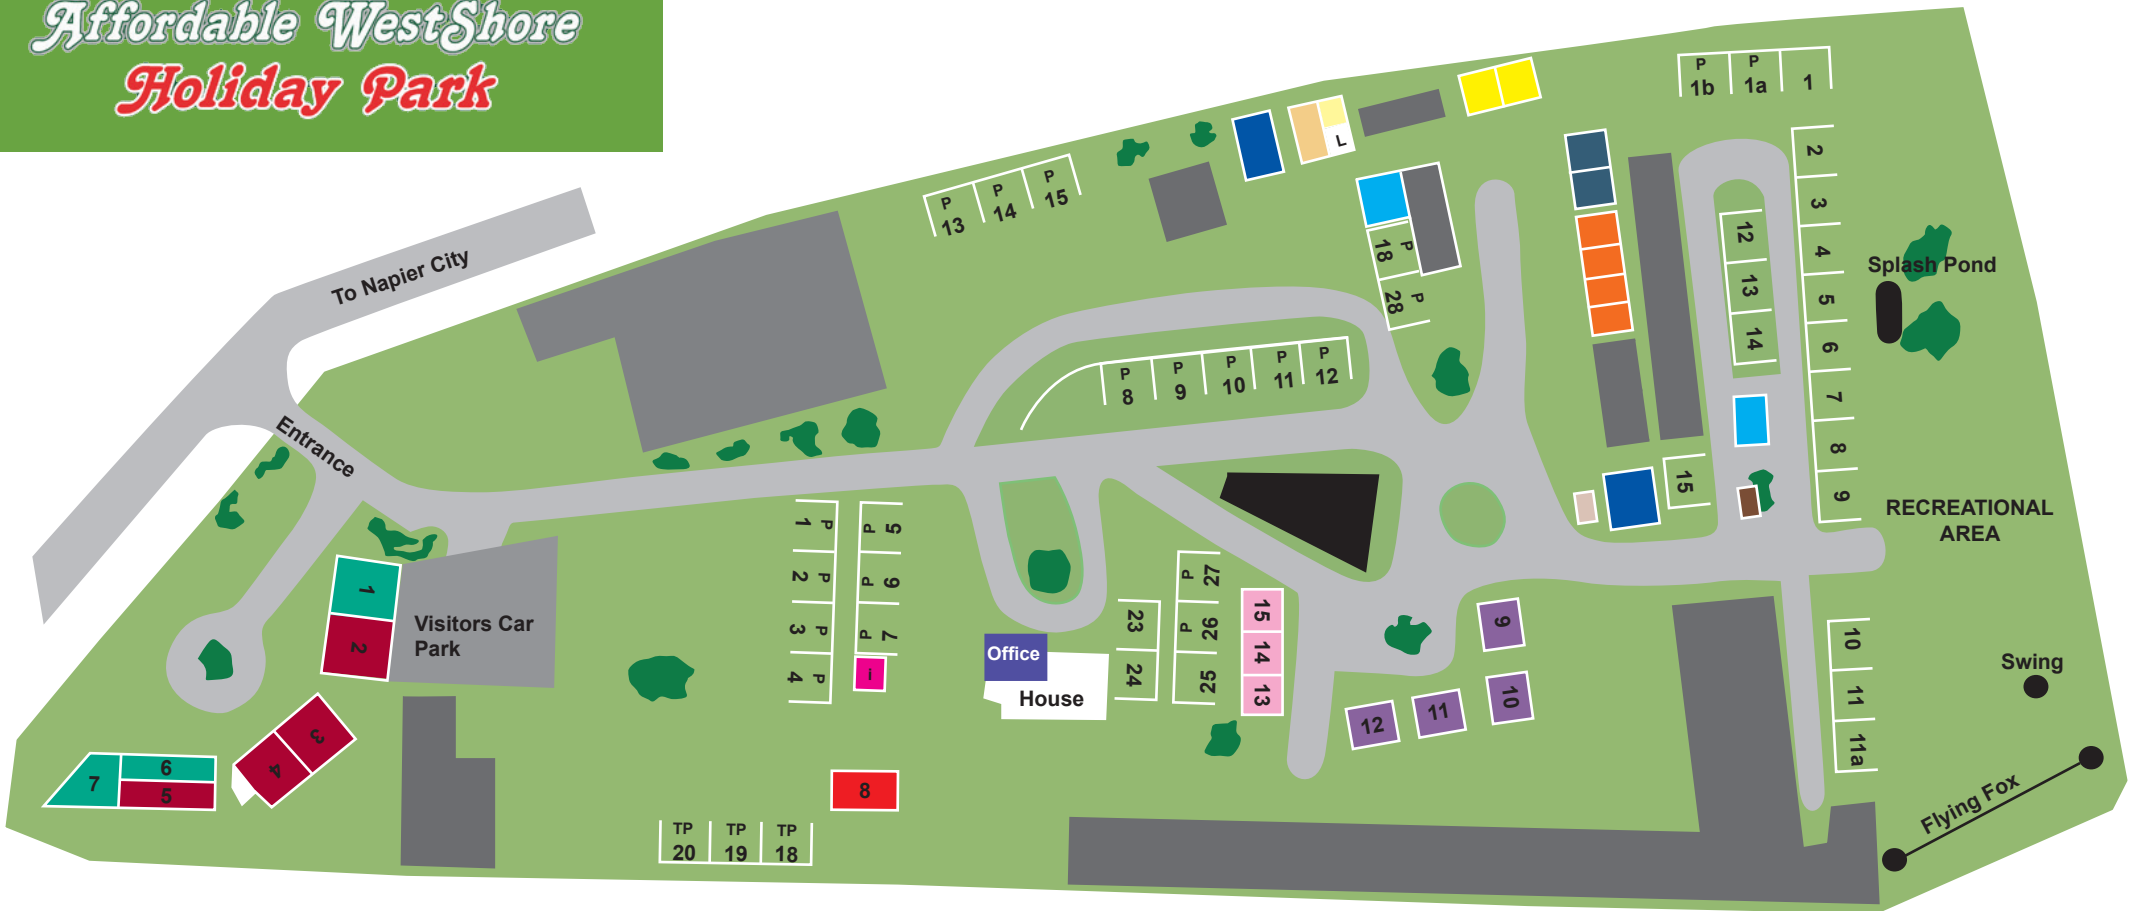 Affordable WestShore
Holiday Park
To Napier City
Entrance
Visitors Car
Park
1
2
3
4
5
6
7
8
P 13
P 14
P 15
P 8
P 9
P 10
P 11
P 12
P 18
P 28
L
P 1b
P 1a
1
2
3
4
5
6
7
8
9
12
13
14
15
Splash Pond
RECREATIONAL
AREA
10
11
11a
Swing
Flying Fox
1 P
2 P
3 P
4 P
P 5
P 6
P 7
i
Office
House
23
24
P 27
P 26
25
15
14
13
9
10
11
12
TP 20
TP 19
TP 18